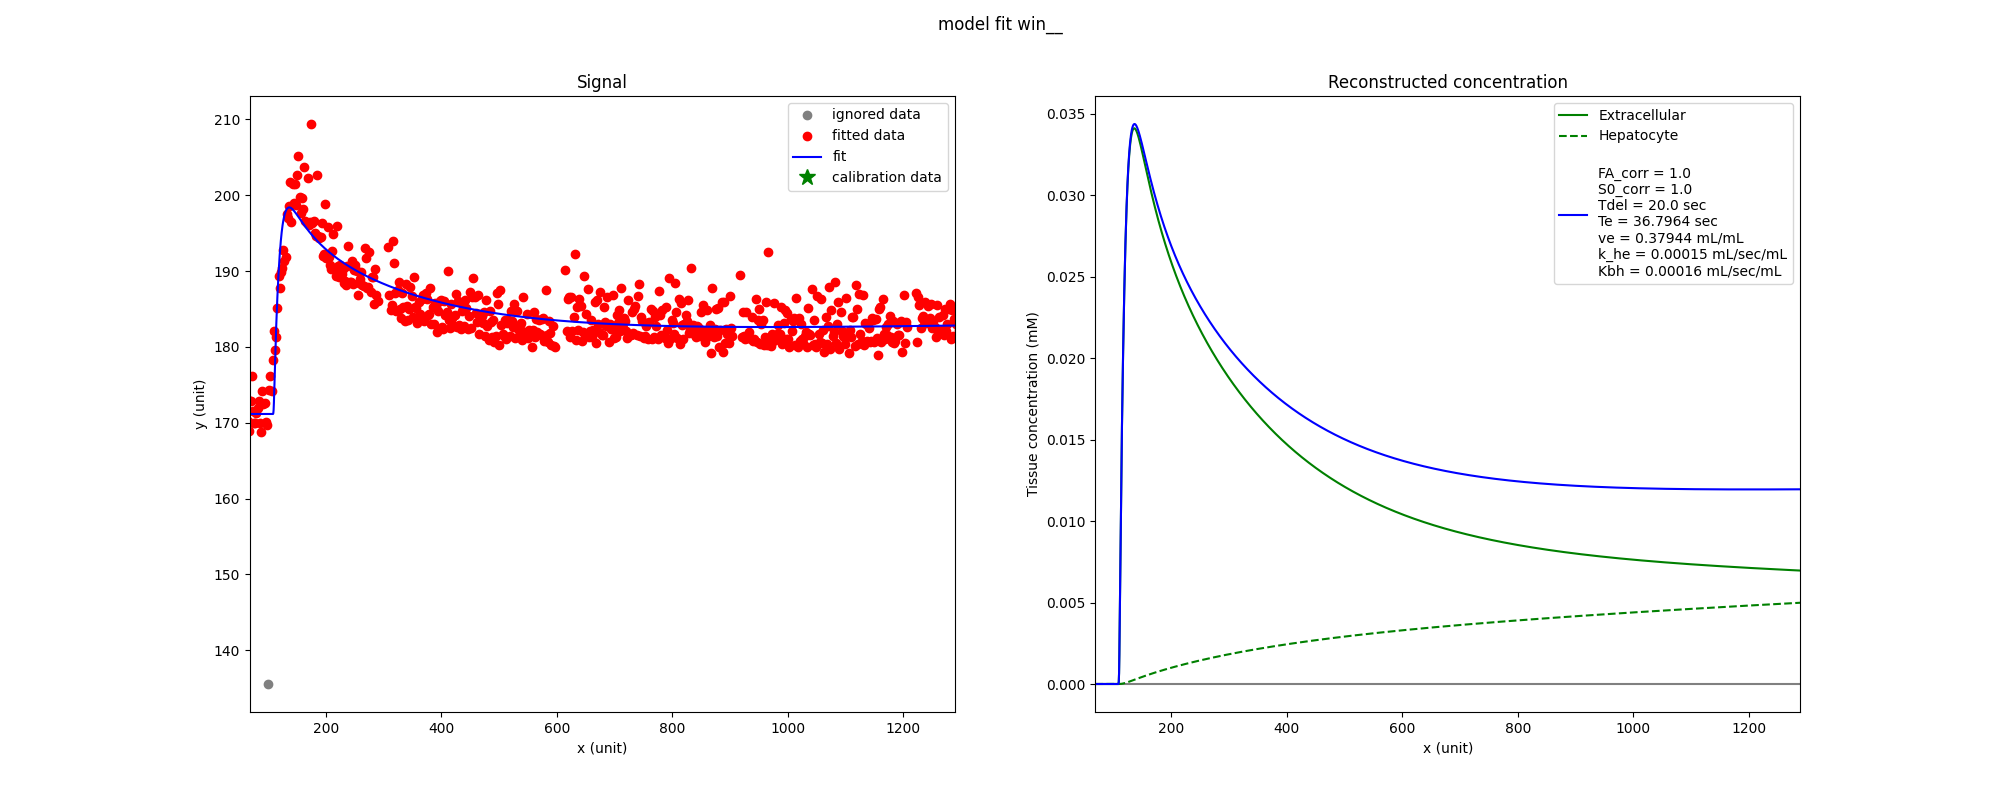 model fit win__
Signal
210
200
190
180
170
160
150
140
y (unit)
200
400
600
800
1000
1200
x (unit)
ignored data
fitted data
fit
calibration data
Reconstructed concentration
0.035
0.030
0.025
0.020
0.015
0.010
0.005
0.000
Tissue concentration (mM)
200
400
600
800
1000
1200
x (unit)
Extracellular
Hepatocyte
FA_corr = 1.0
S0_corr = 1.0
Tdel = 20.0 sec
Te = 36.7964 sec
ve = 0.37944 mL/mL
k_he = 0.00015 mL/sec/mL
Kbh = 0.00016 mL/sec/mL